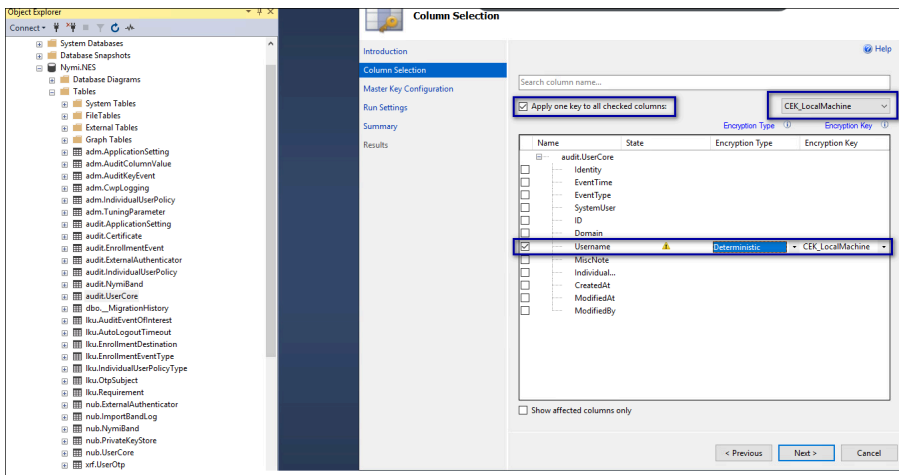 Object Explorer
Connect
System Databases
Database Snapshots
Nymi.NES
Database Diagrams
Tables
System Tables
FileTables
External Tables
Graph Tables
adm.ApplicationSetting
adm.AuditColumnValue
adm.AuditKeyEvent
adm.CwpLogging
adm.IndividualUserPolicy
adm.TuningParameter
audit.ApplicationSetting
audit.Certificate
audit.EnrollmentEvent
audit.ExternalAuthenticator
audit.IndividualUserPolicy
audit.NymiBand
audit.UserCore
dbo.__MigrationHistory
lku.AuditEventOfInterest
lku.AutoLogoutTimeout
lku.EnrollmentDestination
lku.EnrollmentEventType
lku.IndividualUserPolicyType
lku.OtpSubject
lku.Requirement
nub.ExternalAuthenticator
nub.ImportBandLog
nub.NymiBand
nub.PrivateKeyStore
nub.UserCore
xrf.UserOtp
Column Selection
Introduction
Column Selection
Master Key Configuration
Run Settings
Summary
Results
Help
Search column name...
Apply one key to all checked columns: CEK_LocalMachine
Encryption Type Encryption Key
Name State Encryption Type Encryption Key
audit.UserCore
Identity
EventTime
EventType
SystemUser
ID
Domain
Username Deterministic CEK_LocalMachine
MiscNote
Individual...
CreatedAt
ModifiedAt
ModifiedBy
Show affected columns only
< Previous Next > Cancel